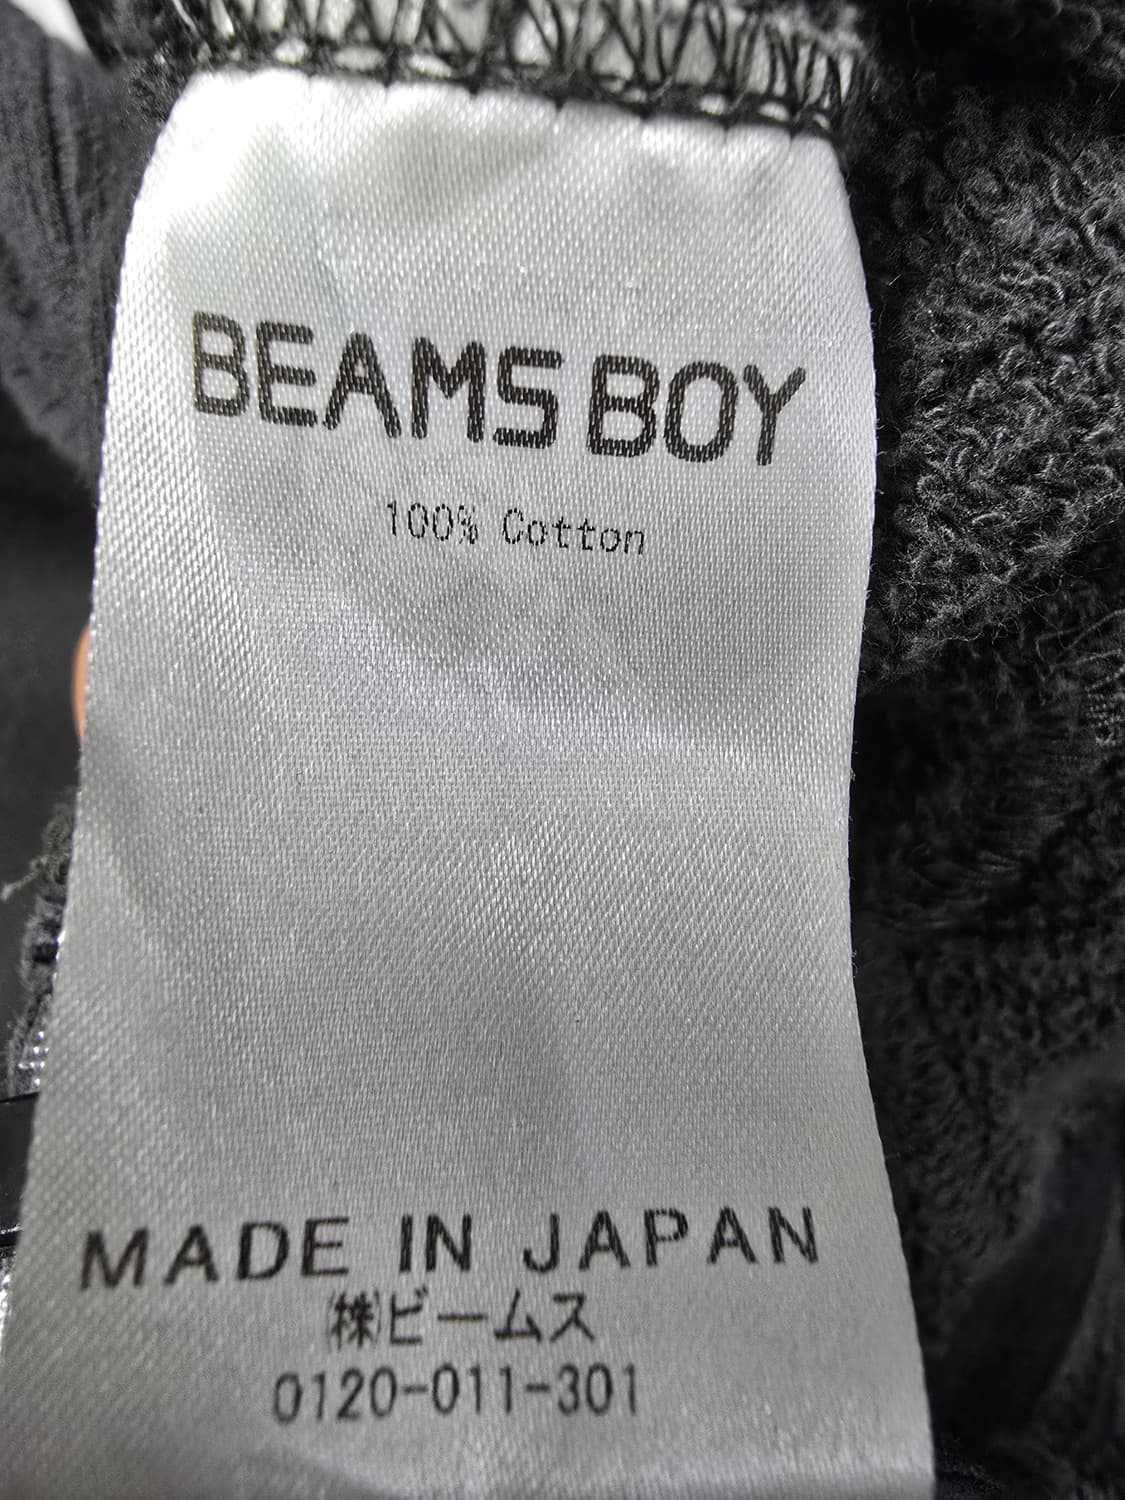 BEAMS BOY
100% Cotton
MADE IN JAPAN
㈱ビームス
0120-011-301